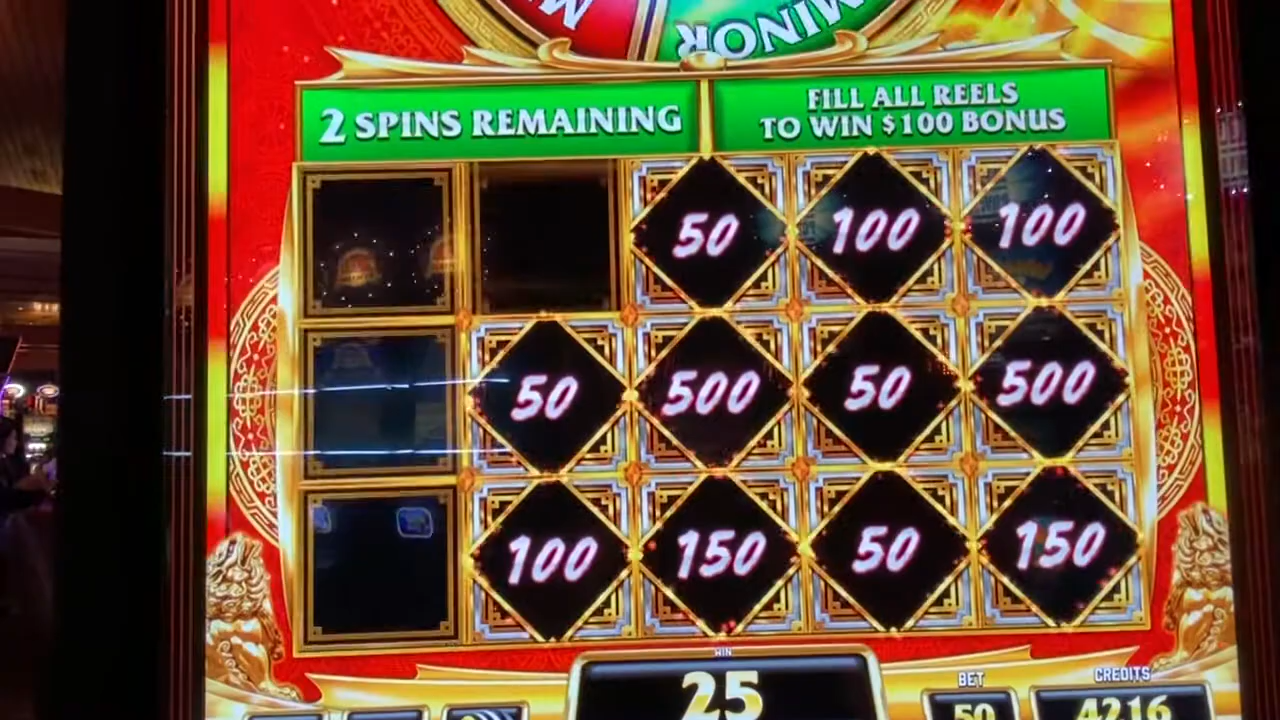 MINOR
2 SPINS REMAINING
FILL ALL REELS
TO WIN $100 BONUS
50 100 100
50 500 50 500
100 150 50 150
WIN
25
BET
50
CREDITS
4216